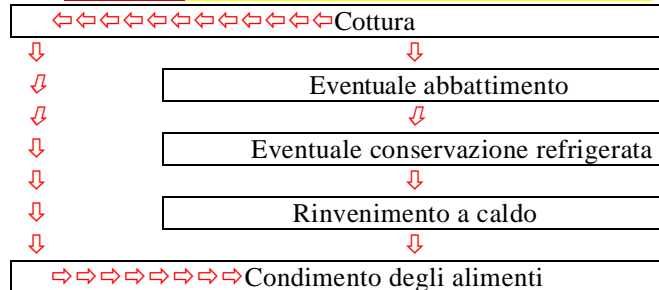 ⇦⇦⇦⇦⇦⇦⇦⇦⇦⇦⇦⇦Cottura
⇩ ⇩
⇩ Eventuale abbattimento
⇩ ⇩
⇩ Eventuale conservazione refrigerata
⇩ ⇩
⇩ Rinvenimento a caldo
⇩ ⇩
⇨⇨⇨⇨⇨⇨⇨⇨Condimento degli alimenti